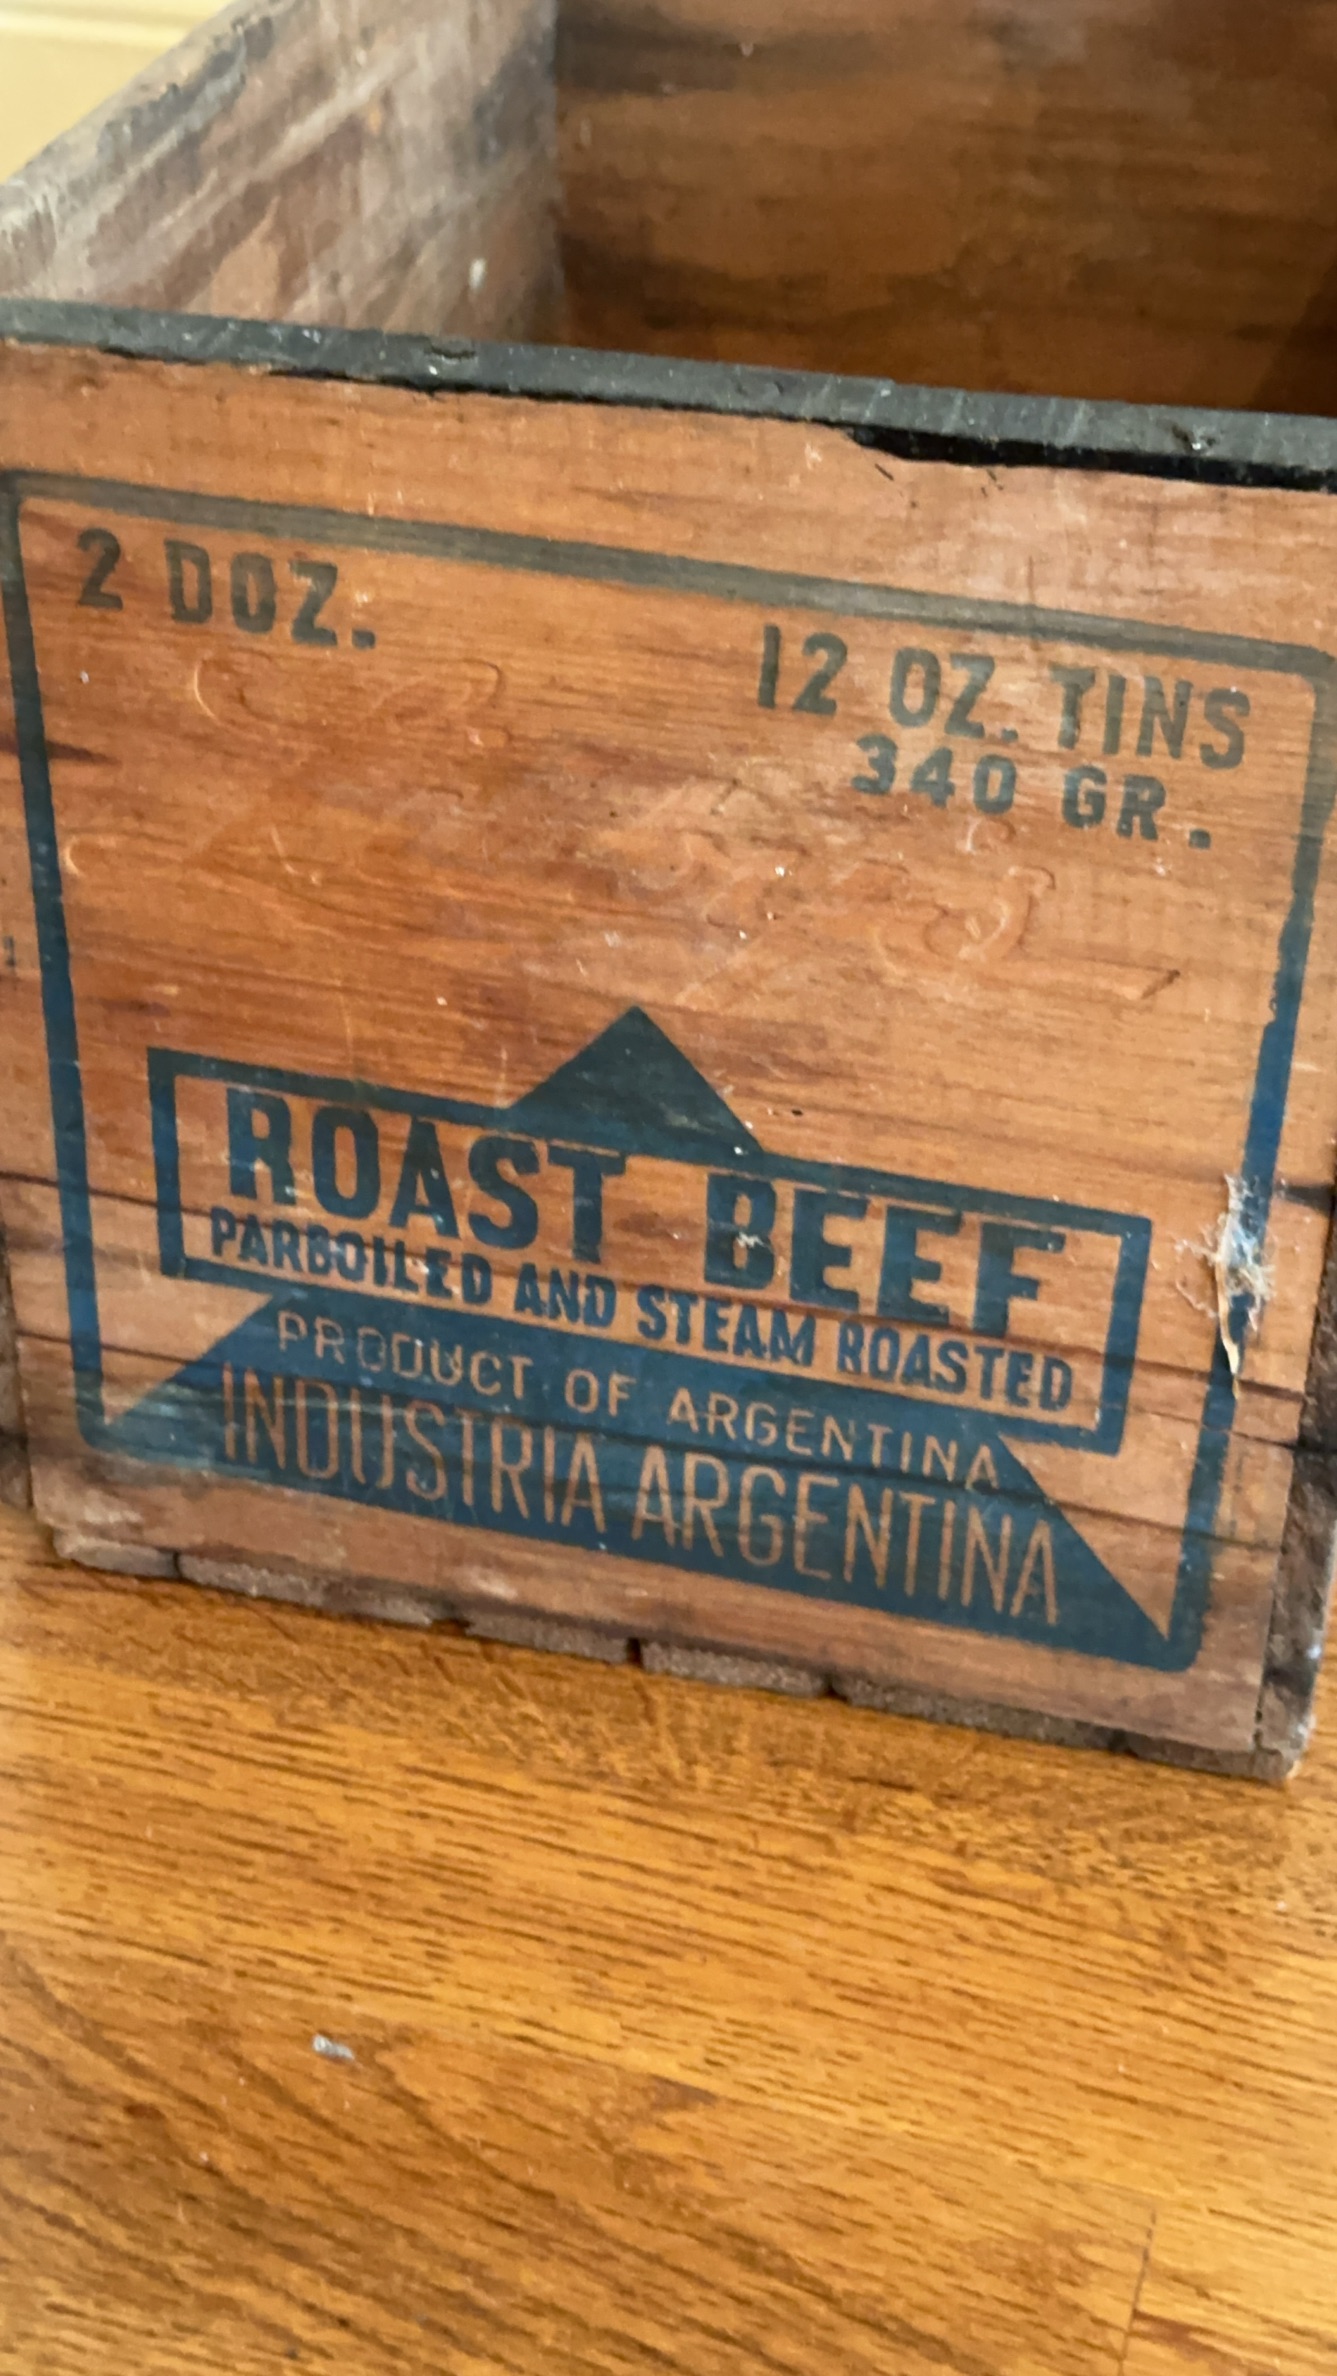 2 DOZ.
12 OZ. TINS
340 GR.
ROAST BEEF
PARBOILED AND STEAM ROASTED
PRODUCT OF ARGENTINA
INDUSTRIA ARGENTINA